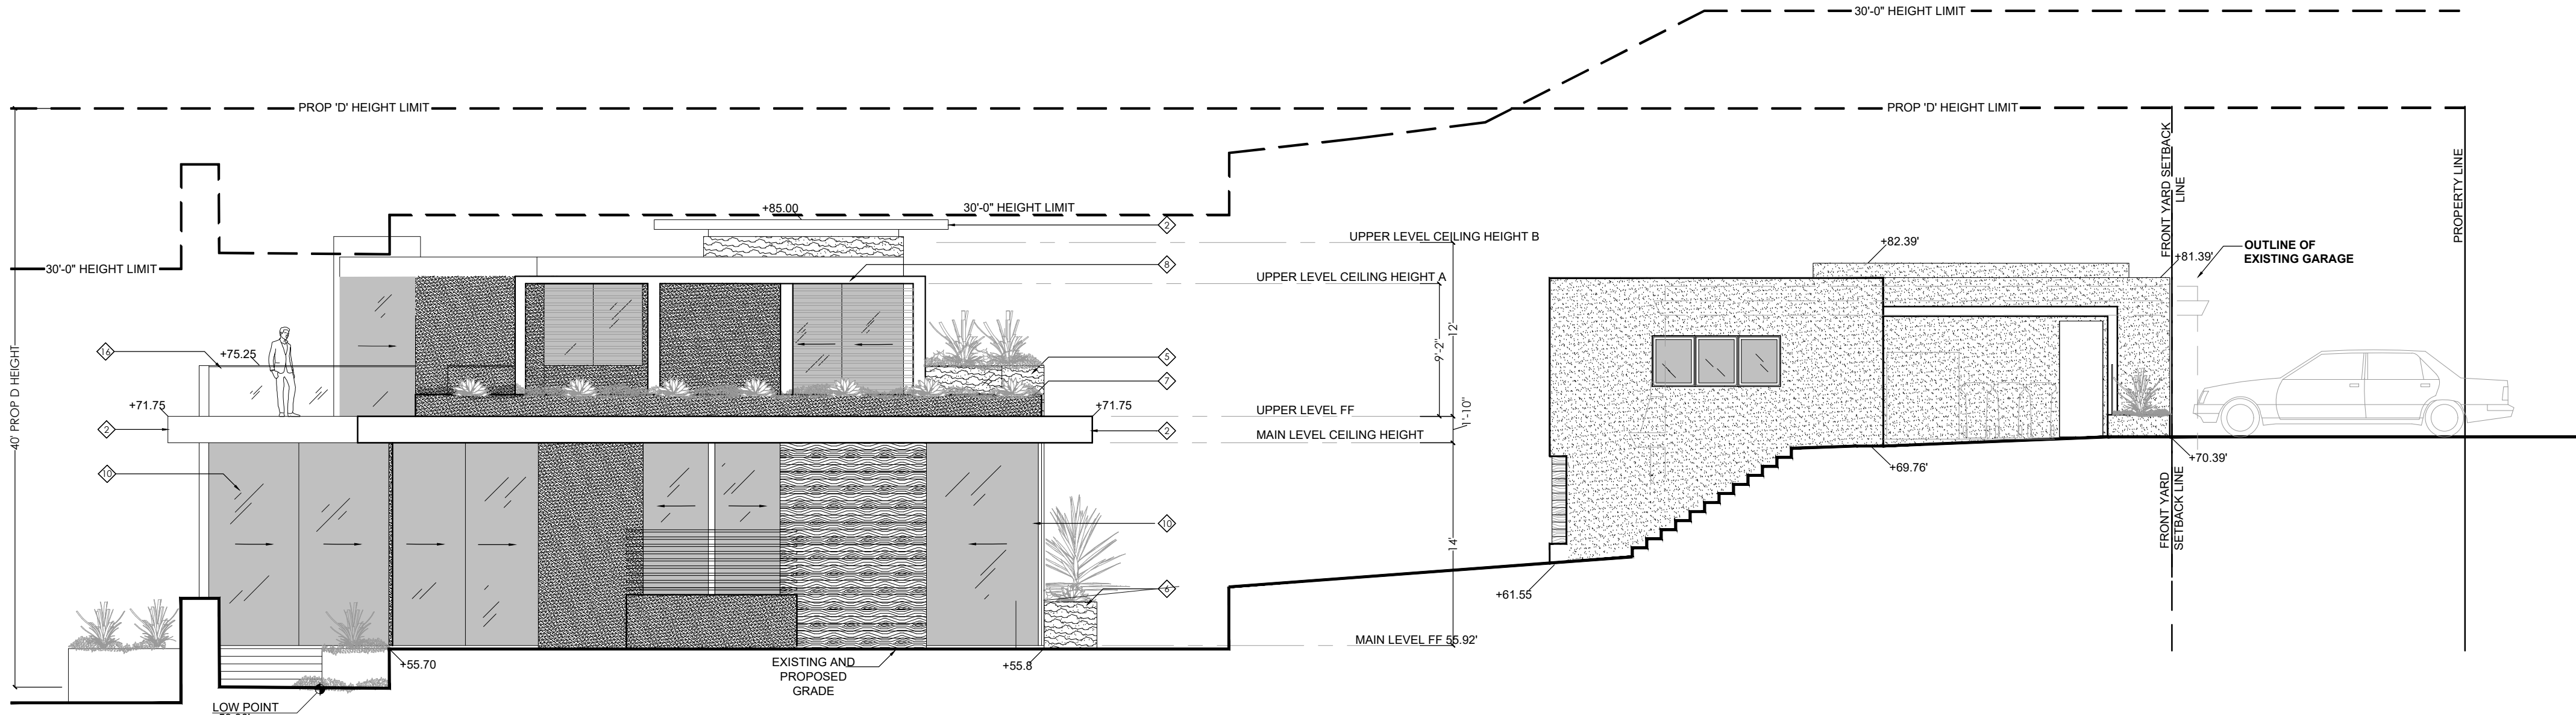 30'-0" HEIGHT LIMIT
PROP 'D' HEIGHT LIMIT
PROP 'D' HEIGHT LIMIT
FRONT YARD SETBACK
LINE
PROPERTY LINE
+85.00
30'-0" HEIGHT LIMIT
2
UPPER LEVEL CEILING HEIGHT B
+82.39'
OUTLINE OF
EXISTING GARAGE
+81.39'
30'-0" HEIGHT LIMIT
8
UPPER LEVEL CEILING HEIGHT A
12'
9'-2"
16
+75.25
5
7
40' PROP D HEIGHT
+71.75
+71.75
UPPER LEVEL FF
1'-10"
2
2
MAIN LEVEL CEILING HEIGHT
+70.39'
+69.76'
10
FRONT YARD
SETBACK LINE
10
14'
6
+61.55
MAIN LEVEL FF 55.92'
+55.70
EXISTING AND
PROPOSED
GRADE
+55.8
LOW POINT